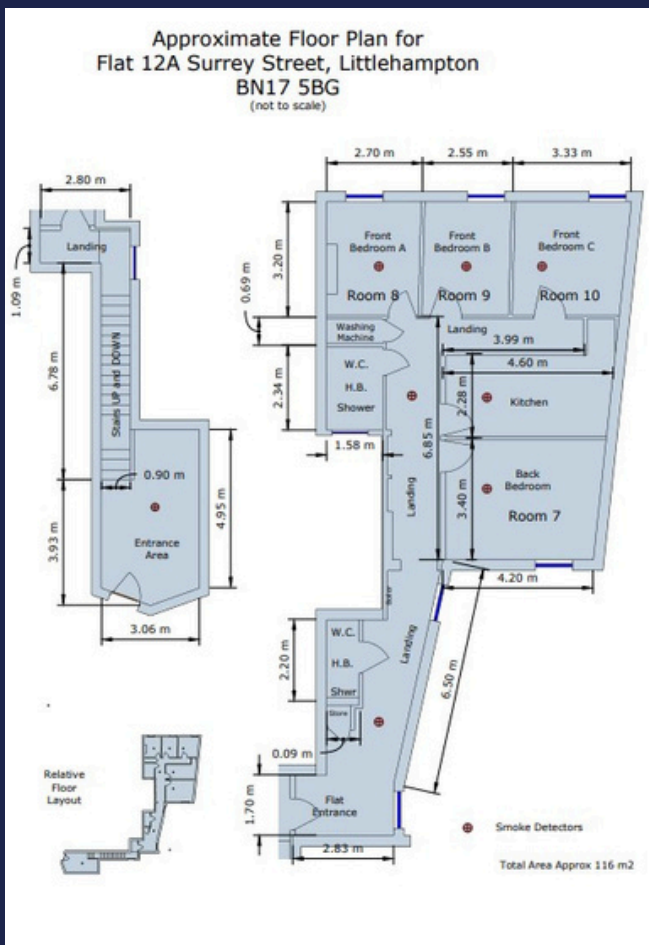 Approximate Floor Plan for
Flat 12A Surrey Street, Littlehampton
BN17 5BG
(not to scale)
2.80 m
Landing
1.09 m
6.78 m
Stairs UP and DOWN
0.90 m
3.93 m
4.95 m
Entrance
Area
3.06 m
2.70 m
2.55 m
3.33 m
3.20 m
Front
Bedroom A
Room 8
Front
Bedroom B
Room 9
Front
Bedroom C
Room 10
0.69 m
Washing
Machine
Landing
3.99 m
4.60 m
2.34 m
W.C.
H.B.
Shower
1.58 m
6.85 m
2.28 m
Kitchen
Landing
3.40 m
Back
Bedroom
Room 7
4.20 m
Landing
6.50 m
2.20 m
W.C.
H.B.
Shwr
Store
0.09 m
1.70 m
Flat
Entrance
2.83 m
Relative
Floor
Layout
Smoke Detectors
Total Area Approx 116 m2